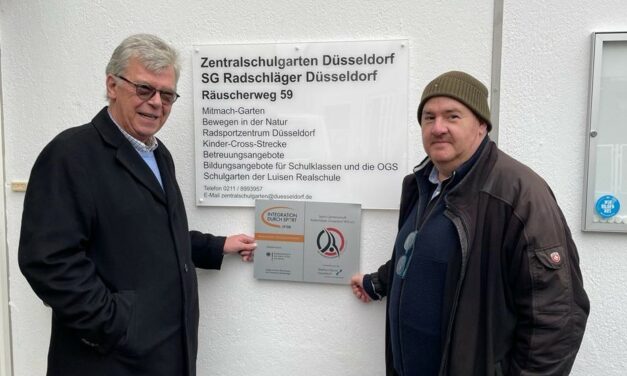 Zentralschulgarten Düsseldorf
SG Radschläger Düsseldorf
Räuscherweg 59
Mitmach-Garten
Bewegen in der Natur
Radsportzentrum Düsseldorf
Kinder-Cross-Strecke
Betreuungsangebote
Bildungsangebote für Schulklassen und die OGS
Schulgarten der Luisen Realschule
Telefon 0211 / 8993957
E-Mail zentralschulgarten@duesseldorf.de
INTEGRATION
DURCH SPORT